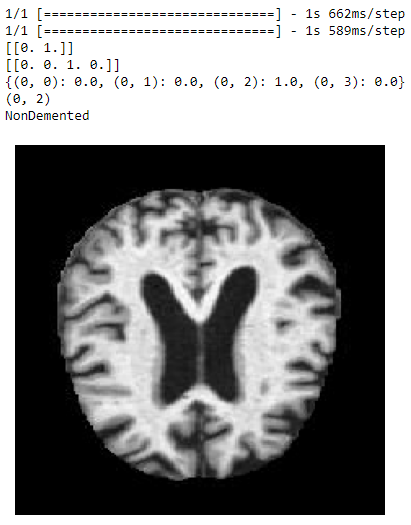 1/1 [==============================] - 1s 662ms/step
1/1 [==============================] - 1s 589ms/step
[[0. 1.]]
[[0. 0. 1. 0.]]
{(0, 0): 0.0, (0, 1): 0.0, (0, 2): 1.0, (0, 3): 0.0}
(0, 2)
NonDemented